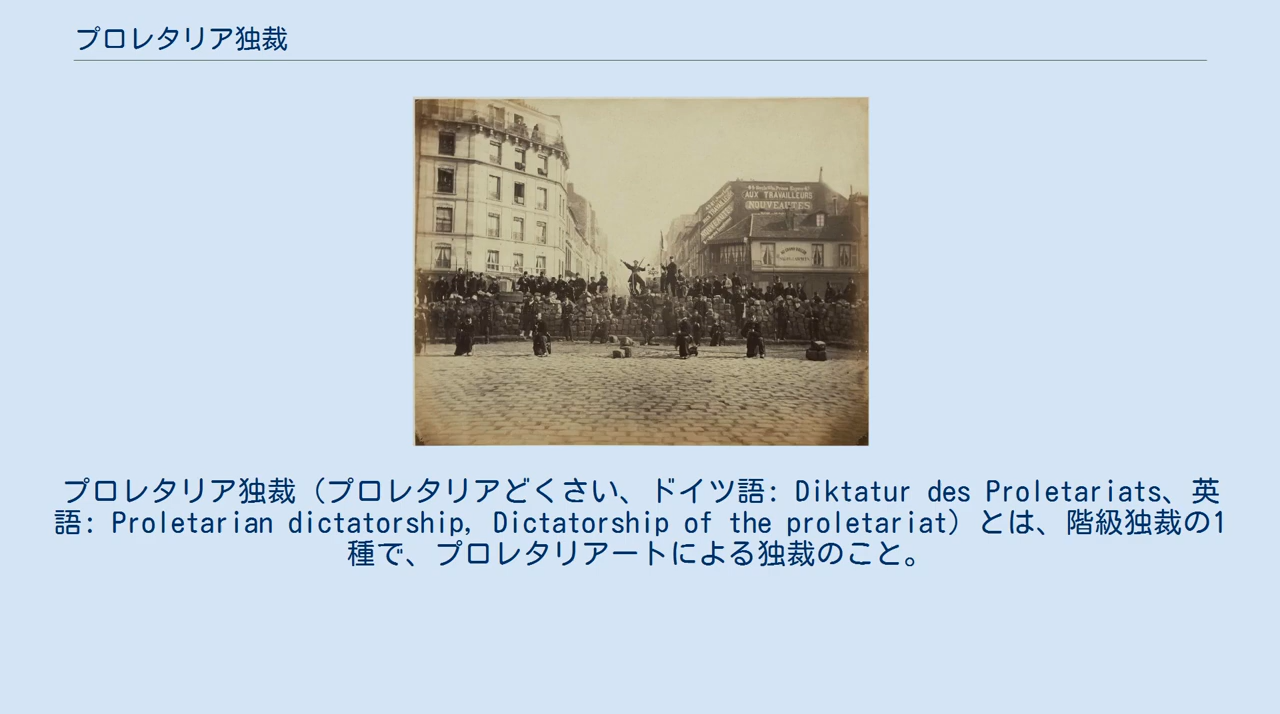 プロレタリア独裁
AUX TRAVAILLEURS
NOUVEAUTÉS
プロレタリア独裁（プロレタリアどくさい、ドイツ語: Diktatur des Proletariats、英
語: Proletarian dictatorship, Dictatorship of the proletariat）とは、階級独裁の1
種で、プロレタリアートによる独裁のこと。